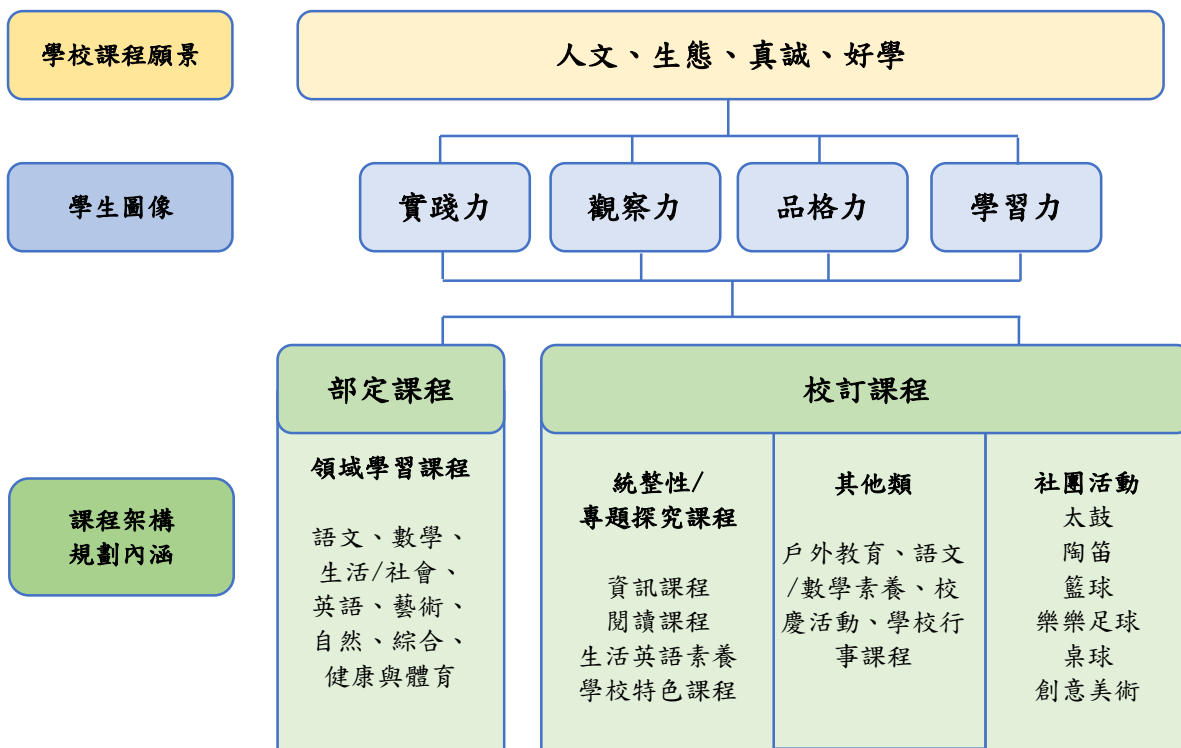 學校課程願景
人文、生態、真誠、好學
學生圖像
實踐力
觀察力
品格力
學習力
課程架構
規劃內涵
部定課程
領域學習課程
語文、數學、
生活/社會、
英語、藝術、
自然、綜合、
健康與體育
校訂課程
統整性/
專題探究課程
資訊課程
閱讀課程
生活英語素養
學校特色課程
其他類
戶外教育、語文
/數學素養、校
慶活動、學校行
事課程
社團活動
太鼓
陶笛
籃球
樂樂足球
桌球
創意美術